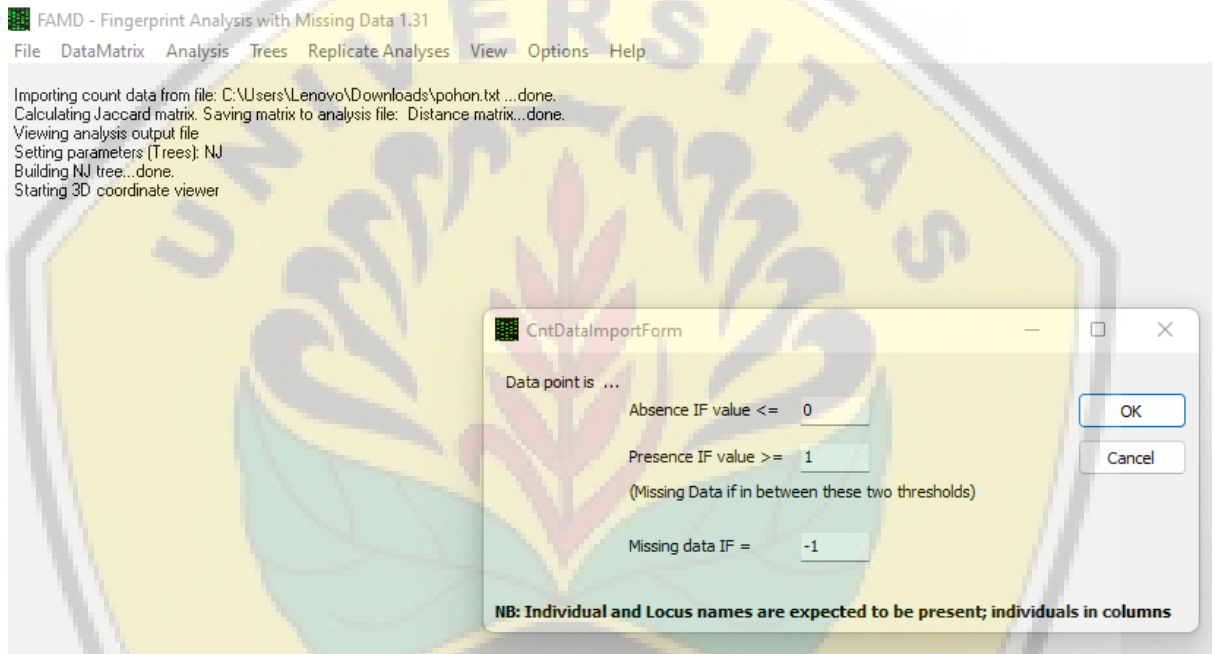 FAMD - Fingerprint Analysis with Missing Data 1.31
File DataMatrix Analysis Trees Replicate Analyses View Options Help
UNIVERSITAS
Importing count data from file: C:\Users\Lenovo\Downloads\pohon.txt ...done.
Calculating Jaccard matrix. Saving matrix to analysis file: Distance matrix...done.
Viewing analysis output file
Setting parameters (Trees): NJ
Building NJ tree...done.
Starting 3D coordinate viewer
CntDataImportForm
Data point is ...
Absence IF value <= 0
OK
Presence IF value >= 1
Cancel
(Missing Data if in between these two thresholds)
Missing data IF = -1
NB: Individual and Locus names are expected to be present; individuals in columns